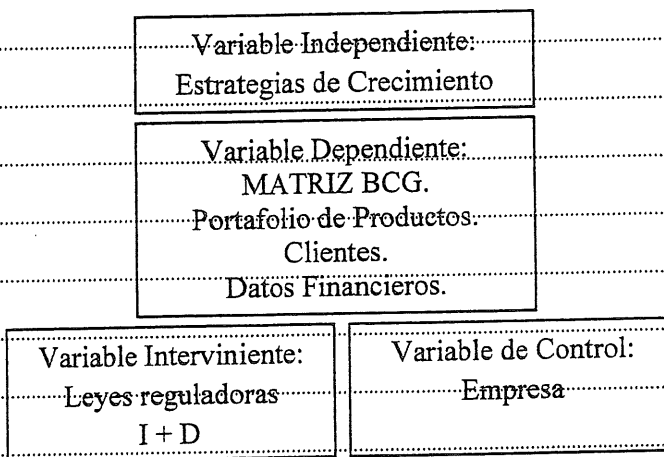 Variable Independiente:
Estrategias de Crecimiento
Variable Dependiente:
MATRIZ BCG.
Portafolio de Productos.
Clientes.
Datos Financieros.
Variable Interviniente:
Leyes reguladoras
I + D
Variable de Control:
Empresa